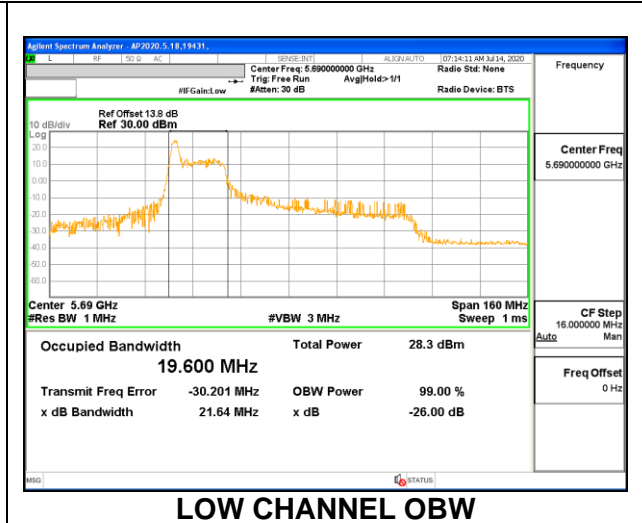 Agilent Spectrum Analyzer - AP2020.5.18,19431,
L RF 50 Ω AC SENSE:INT ALIGN AUTO 07:14:11 AM Jul 14, 2020
Center Freq: 5.690000000 GHz Radio Std: None
Trig: Free Run Avg|Hold:>1/1
#IFGain:Low #Atten: 30 dB Radio Device: BTS
Frequency
Ref Offset 13.8 dB
10 dB/div Ref 30.00 dBm
Log
20.0
10.0
0.00
-10.0
-20.0
-30.0
-40.0
-50.0
-60.0
Center 5.69 GHz Span 160 MHz
#Res BW 1 MHz #VBW 3 MHz Sweep 1 ms
Occupied Bandwidth Total Power 28.3 dBm
19.600 MHz
Transmit Freq Error -30.201 MHz OBW Power 99.00 %
x dB Bandwidth 21.64 MHz x dB -26.00 dB
Center Freq
5.690000000 GHz
CF Step
16.000000 MHz
Auto Man
Freq Offset
0 Hz
MSG STATUS
LOW CHANNEL OBW